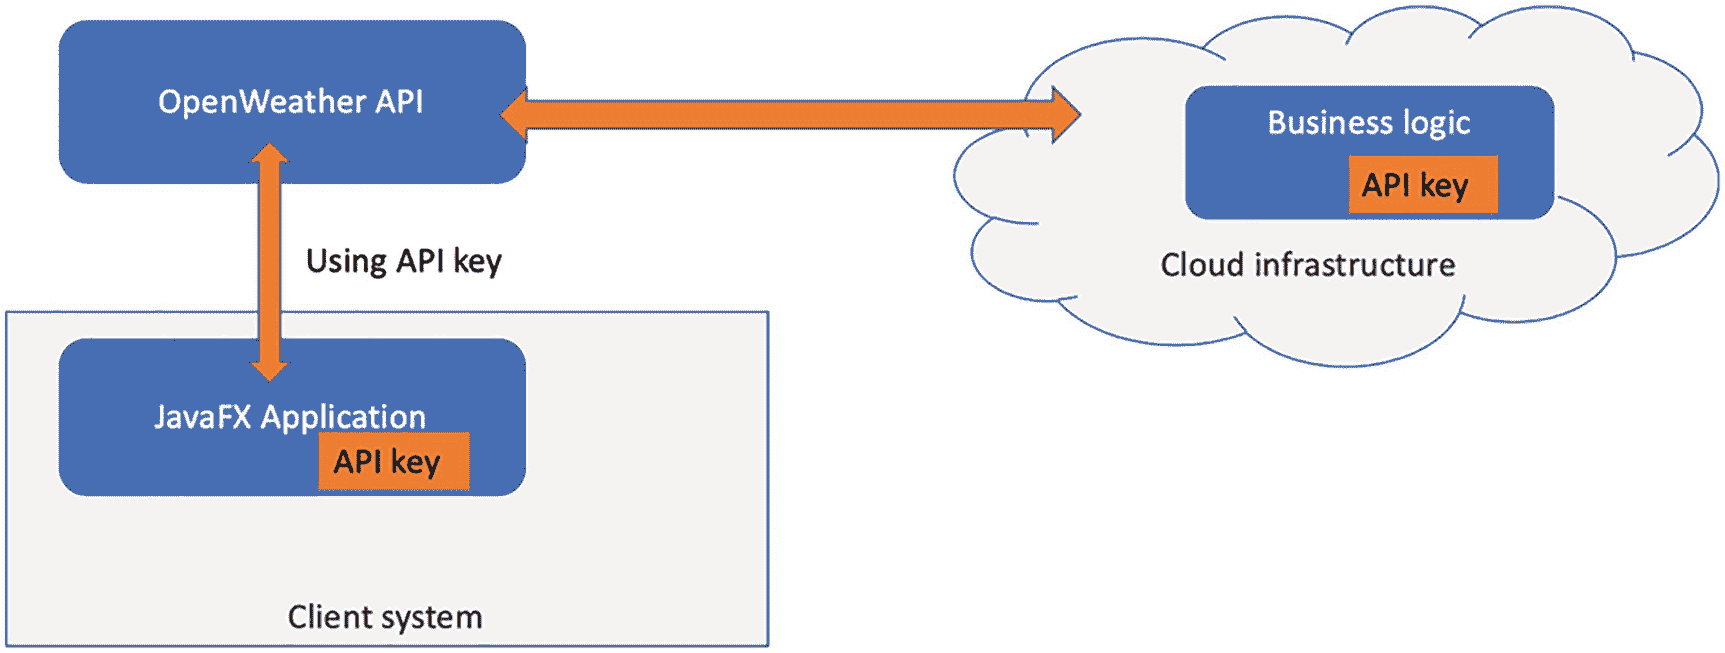 OpenWeather API
Business logic
API key
Using API key
Cloud infrastructure
JavaFX Application
API key
Client system